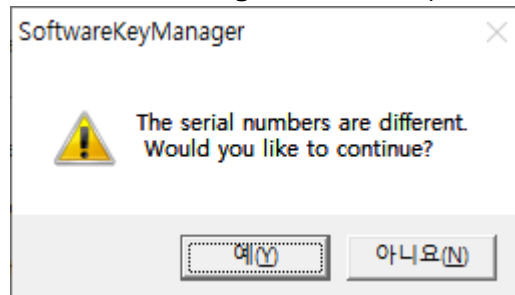 SoftwareKeyManager
The serial numbers are different.
Would you like to continue?
예(Y)
아니요(N)